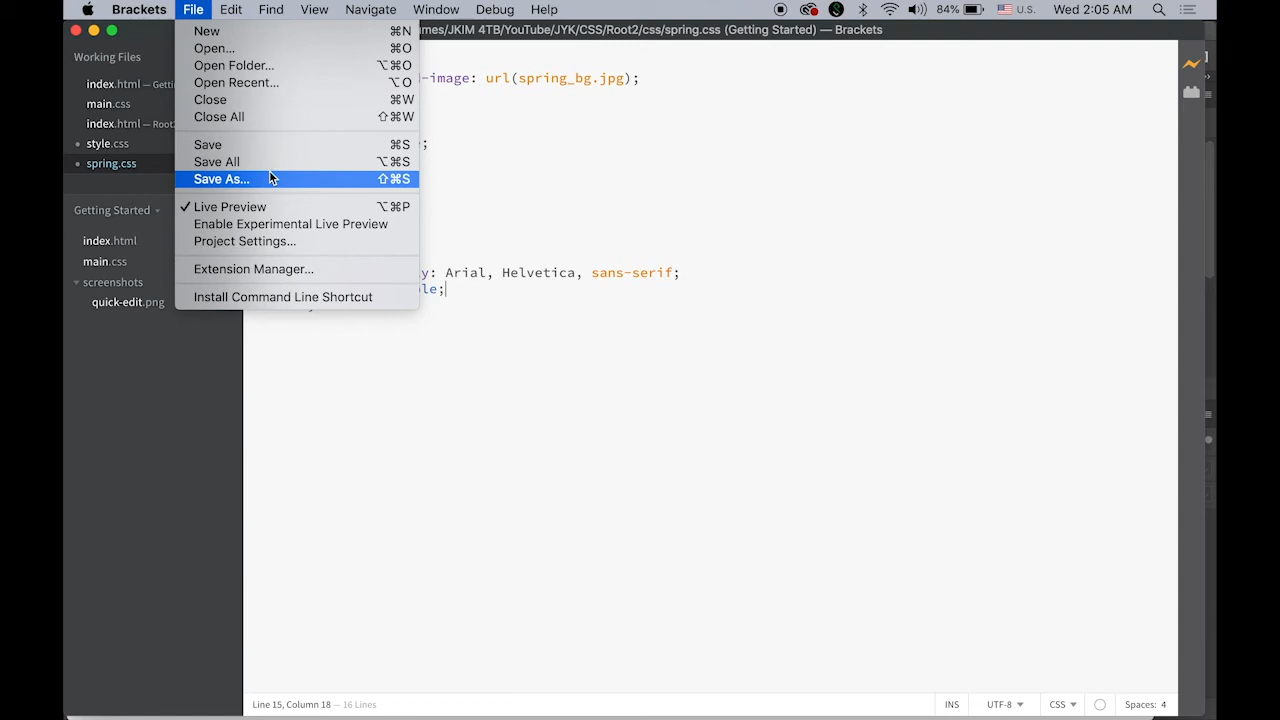 Brackets File Edit Find View Navigate Window Debug Help 84% U.S. Wed 2:05 AM
umes/JKIM 4TB/YouTube/JYK/CSS/Root2/css/spring.css (Getting Started) — Brackets
Working Files
index.html — Getti
main.css
index.html — Root2
• style.css
• spring.css
Getting Started
index.html
main.css
screenshots
quick-edit.png
New ⌘N
Open... ⌘O
Open Folder... ⌥⌘O
Open Recent... ⌥O
Close ⌘W
Close All ⇧⌘W
Save ⌘S
Save All ⌥⌘S
Save As... ⇧⌘S
✓ Live Preview ⌥⌘P
Enable Experimental Live Preview
Project Settings...
Extension Manager...
Install Command Line Shortcut
-image: url(spring_bg.jpg);
;
y: Arial, Helvetica, sans-serif;
le;
Line 15, Column 18 — 16 Lines
INS UTF-8 CSS Spaces: 4